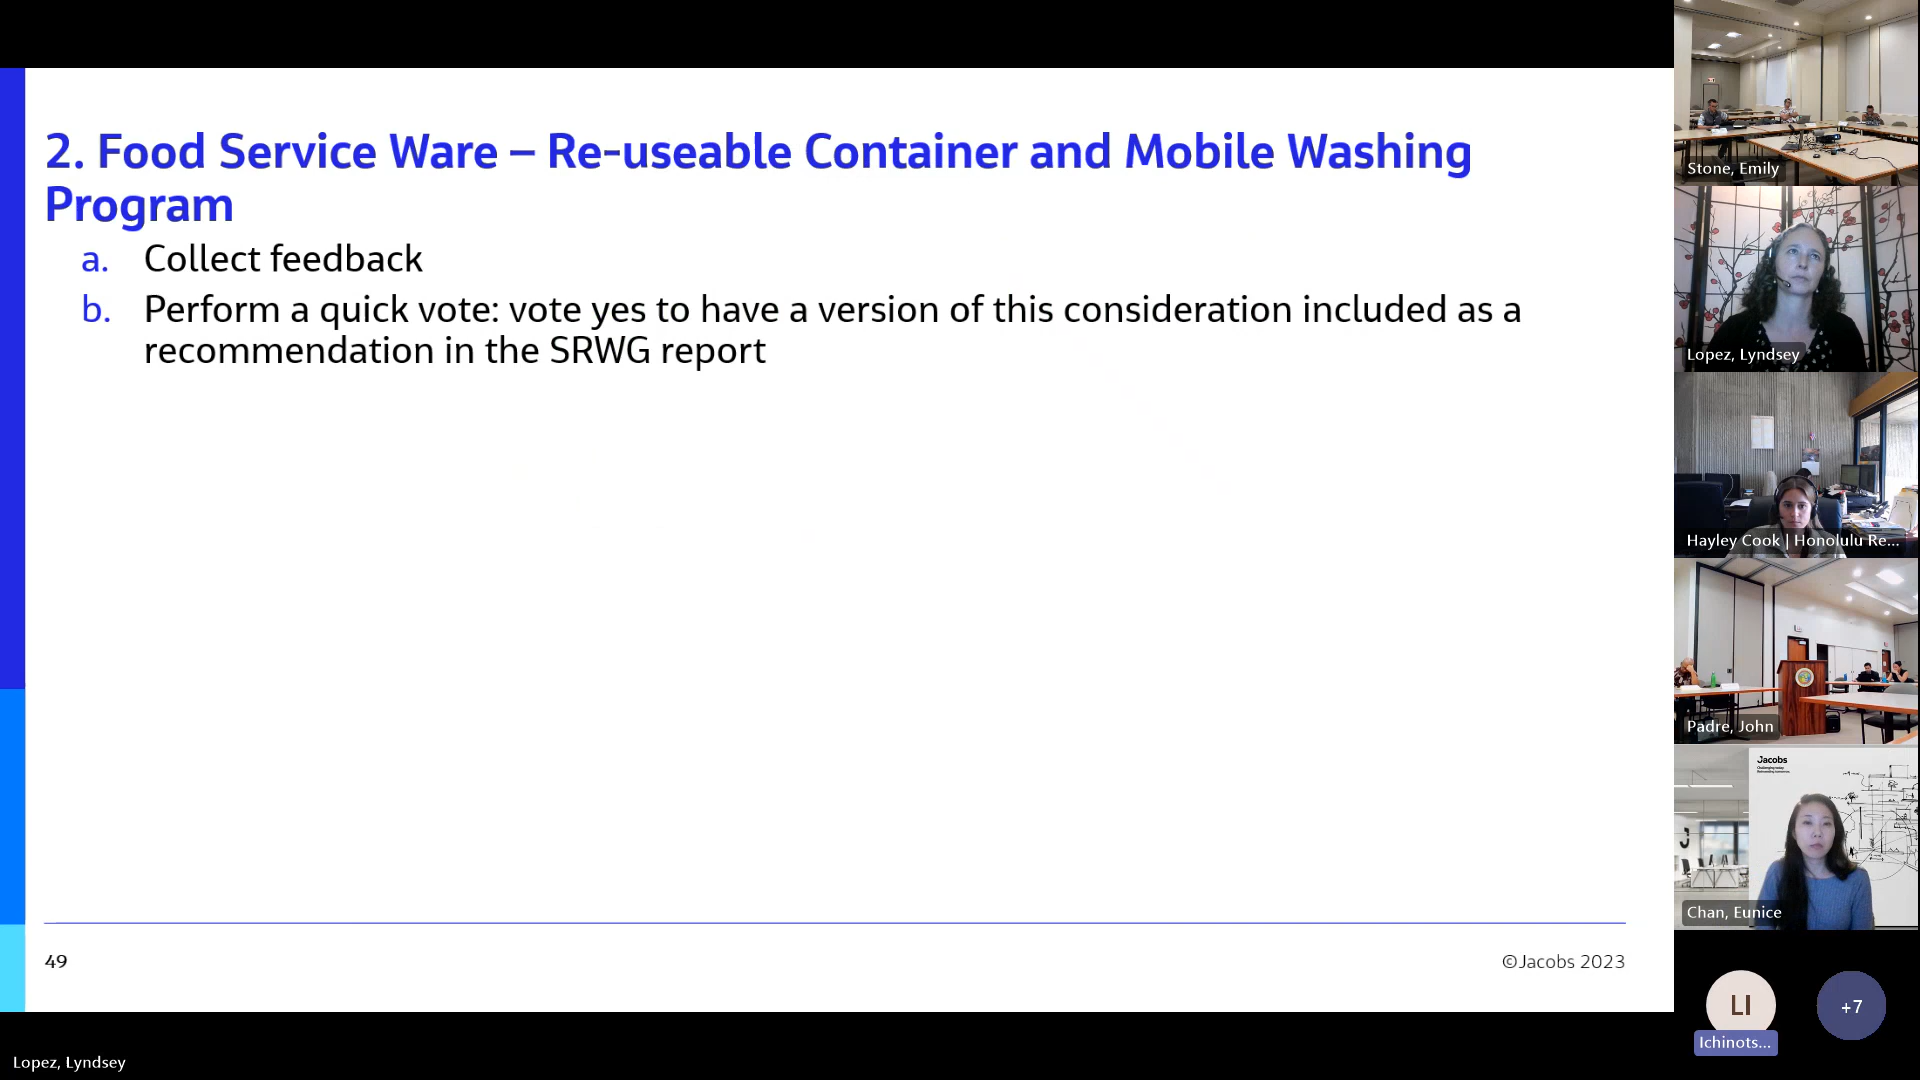 2. Food Service Ware – Re-useable Container and Mobile Washing
Program
a. Collect feedback
b. Perform a quick vote: vote yes to have a version of this consideration included as a
recommendation in the SRWG report
49
©Jacobs 2023
Stone, Emily
Lopez, Lyndsey
Hayley Cook | Honolulu Re...
Padre, John
Jacobs
Chan, Eunice
LI
+7
Ichinots...
Lopez, Lyndsey